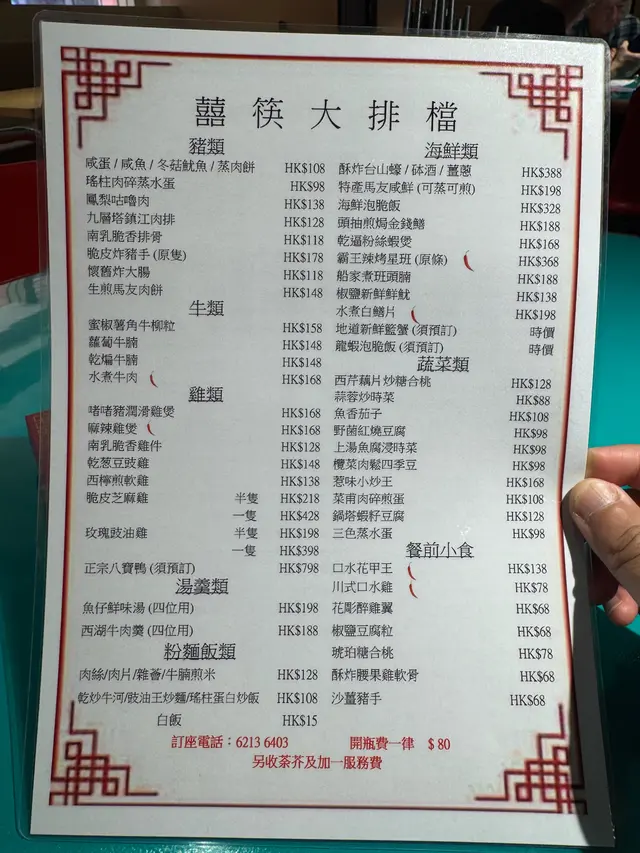 囍筷大排檔
豬類
咸蛋 / 咸魚 / 冬菇魷魚 / 蒸肉餅 HK$108
瑤柱肉碎蒸水蛋 HK$98
鳳梨咕嚕肉 HK$138
九層塔鎮江肉排 HK$128
南乳脆香排骨 HK$118
脆皮炸豬手 (原隻) HK$178
懷舊炸大腸 HK$118
生煎馬友肉餅 HK$148
牛類
蜜椒薯角牛柳粒 HK$158
蘿蔔牛腩 HK$148
乾煸牛腩 HK$148
水煮牛肉 HK$168
雞類
啫啫豬潤滑雞煲 HK$168
麻辣雞煲 HK$168
南乳脆香雞件 HK$128
乾葱豆豉雞 HK$148
西檸煎軟雞 HK$138
脆皮芝麻雞 半隻 HK$218
一隻 HK$428
玫瑰豉油雞 半隻 HK$198
一隻 HK$398
正宗八寶鴨 (須預訂) HK$798
湯羹類
魚仔鮮味湯 (四位用) HK$198
西湖牛肉羹 (四位用) HK$188
粉麵飯類
肉絲/肉片/雜薈/牛腩煎米 HK$128
乾炒牛河/豉油王炒麵/瑤柱蛋白炒飯 HK$108
白飯 HK$15
海鮮類
酥炸台山蠔 / 砵酒 / 薑蔥 HK$388
特產馬友咸鮮 (可蒸可煎) HK$198
海鮮泡脆飯 HK$328
頭抽煎焗金錢鱔 HK$188
乾逼粉絲蝦煲 HK$168
霸王辣烤星班 (原條) HK$368
船家煮班頭腩 HK$188
椒鹽新鮮鮮魷 HK$138
水煮白鱔片 HK$198
地道新鮮籃蟹 (須預訂) 時價
龍蝦泡脆飯 (須預訂) 時價
蔬菜類
西芹藕片炒糖合桃 HK$128
蒜蓉炒時菜 HK$88
魚香茄子 HK$108
野菌紅燒豆腐 HK$98
上湯魚腐浸時菜 HK$98
欖菜肉鬆四季豆 HK$98
惹味小炒王 HK$168
菜甫肉碎煎蛋 HK$108
鍋塔蝦籽豆腐 HK$128
三色蒸水蛋 HK$98
餐前小食
口水花甲王 HK$138
川式口水雞 HK$78
花彫醉雞翼 HK$68
椒鹽豆腐粒 HK$68
琥珀糖合桃 HK$78
酥炸腰果雞軟骨 HK$68
沙薑豬手 HK$68
訂座電話：6213 6403 開瓶費一律 $ 80
另收茶芥及加一服務費